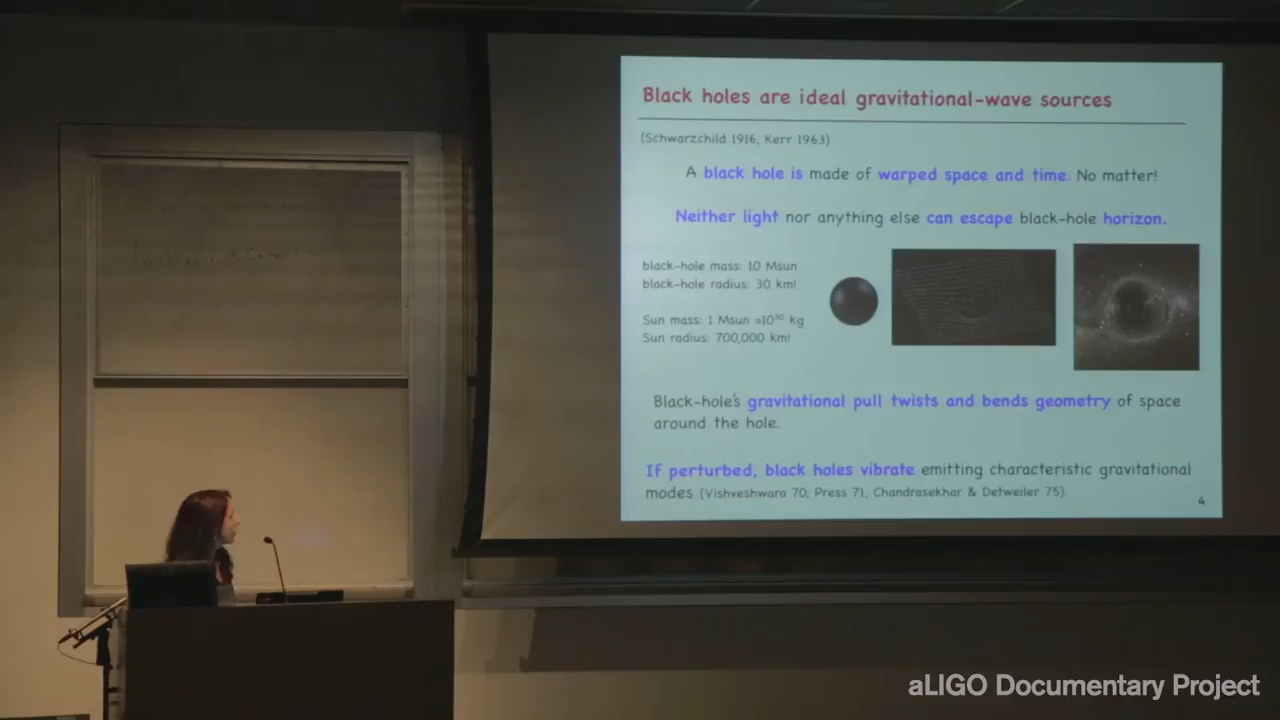 Black holes are ideal gravitational-wave sources
(Schwarzchild 1916, Kerr 1963)
A black hole is made of warped space and time. No matter!
Neither light nor anything else can escape black-hole horizon.
black-hole mass: 10 Msun
black-hole radius: 30 km!
Sun mass: 1 Msun =10³⁰ kg
Sun radius: 700,000 km!
Black-hole's gravitational pull twists and bends geometry of space
around the hole.
If perturbed, black holes vibrate emitting characteristic gravitational
modes (Vishveshwara 70, Press 71, Chandrasekhar & Detweiler 75).
4
aLIGO Documentary Project